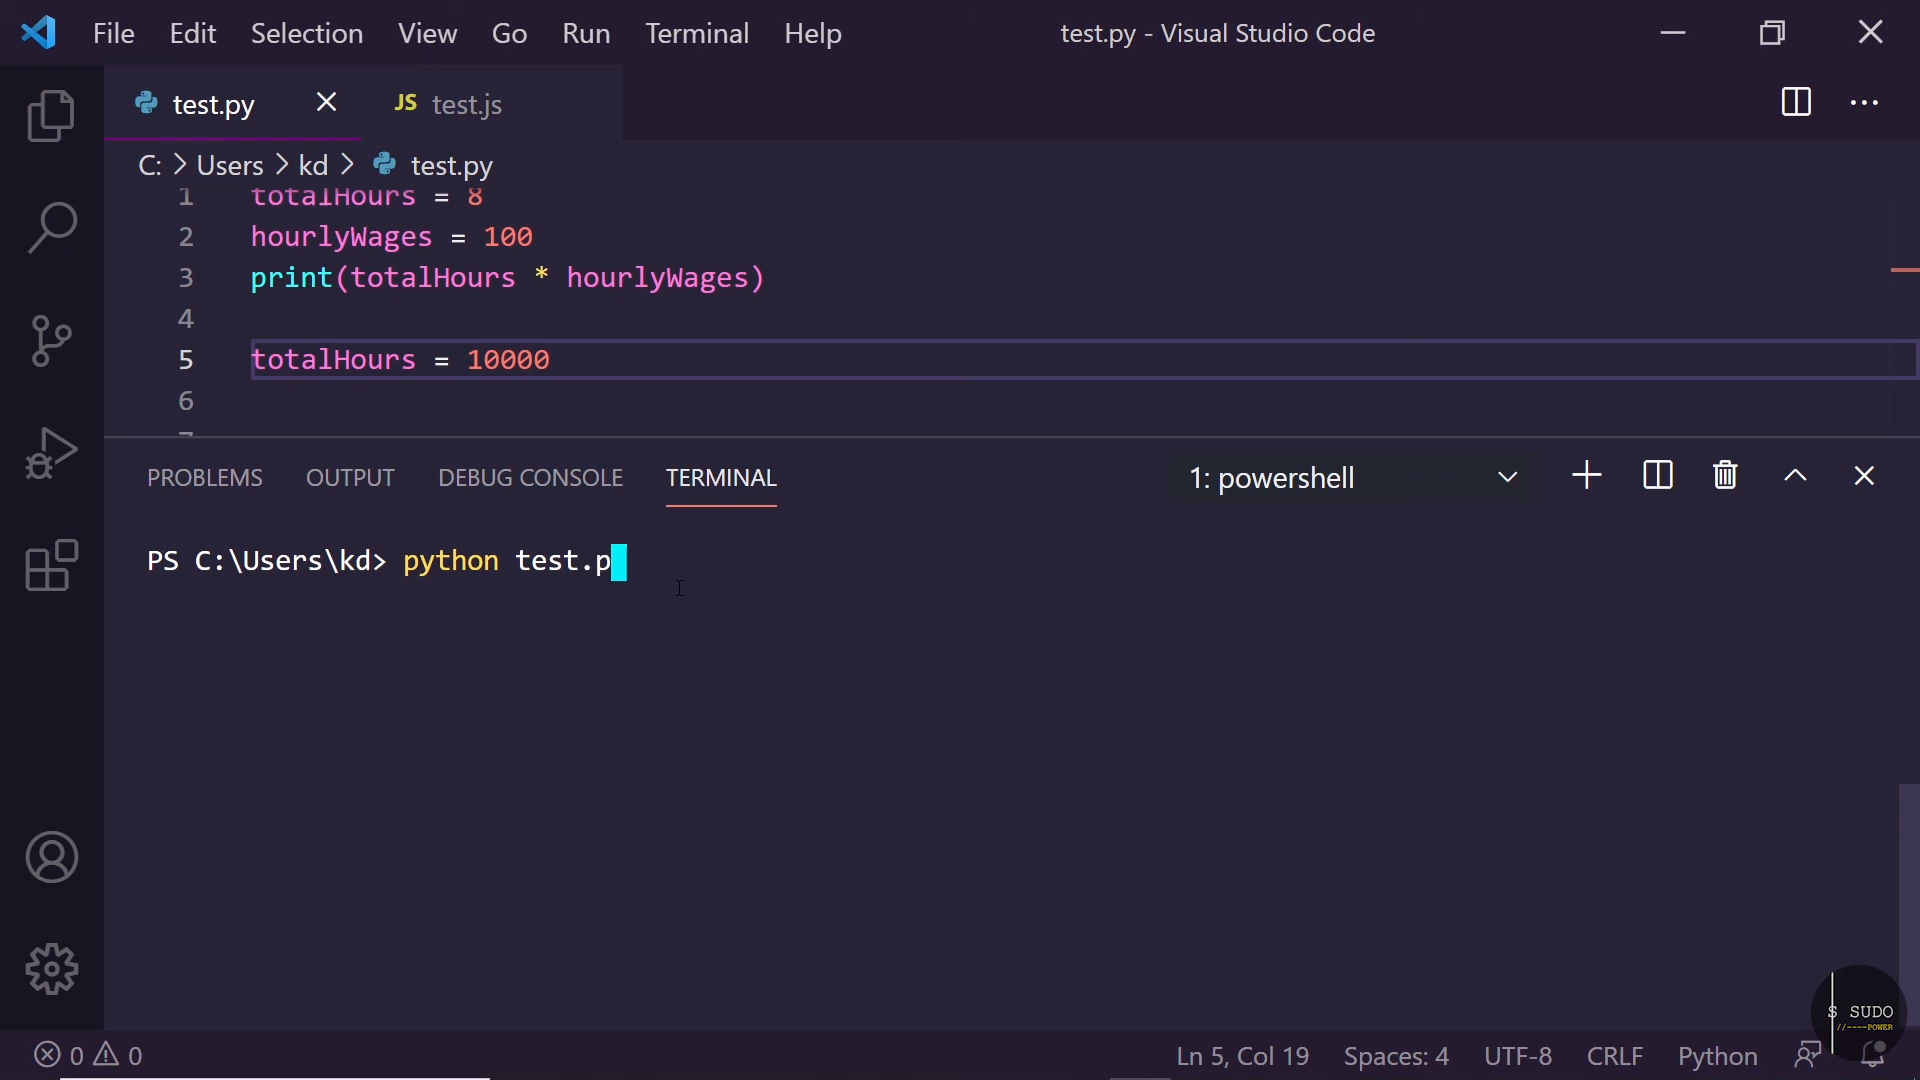 File Edit Selection View Go Run Terminal Help test.py - Visual Studio Code
test.py JS test.js
C: > Users > kd > test.py
1 totalHours = 8
2 hourlyWages = 100
3 print(totalHours * hourlyWages)
4
5 totalHours = 10000
6
PROBLEMS OUTPUT DEBUG CONSOLE TERMINAL 1: powershell
PS C:\Users\kd> python test.p
S SUDO
//----POWER
0 0 Ln 5, Col 19 Spaces: 4 UTF-8 CRLF Python